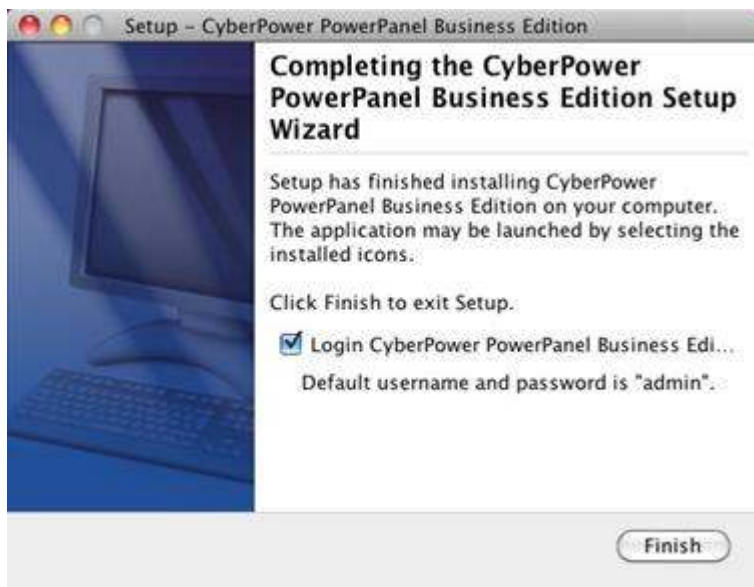 Setup – CyberPower PowerPanel Business Edition
Completing the CyberPower
PowerPanel Business Edition Setup
Wizard
Setup has finished installing CyberPower
PowerPanel Business Edition on your computer.
The application may be launched by selecting the
installed icons.
Click Finish to exit Setup.
Login CyberPower PowerPanel Business Edi...
Default username and password is "admin".
Finish